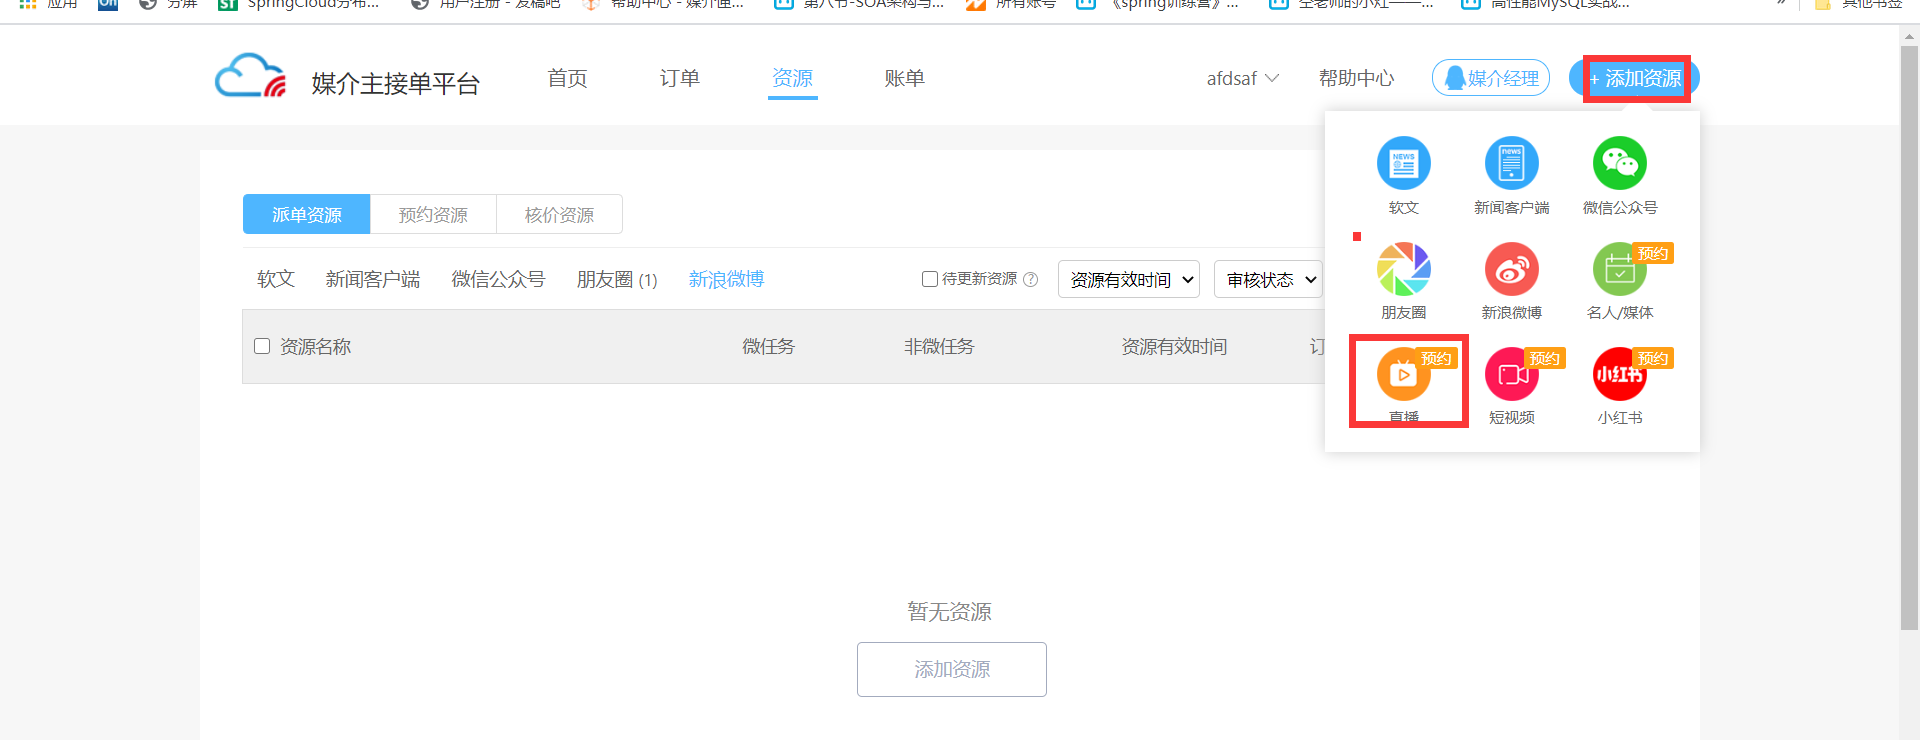 应用 On 分屏 ST SpringCloud分布... 用户注册 - 发稿吧 帮助中心 - 媒介僵... 第八节-SOA架构与... 所有账号 《spring训练营》... 高性能MySQL实战... » 其他书签
媒介主接单平台 首页 订单 资源 账单 afdsaf 帮助中心 媒介经理 + 添加资源
NEWS news
软文 新闻客户端 微信公众号
派单资源 预约资源 核价资源
预约
软文 新闻客户端 微信公众号 朋友圈 (1) 新浪微博 待更新资源 ? 资源有效时间 审核状态
朋友圈 新浪微博 名人/媒体
资源名称 微任务 非微任务 资源有效时间 订
预约 预约 预约
小红书
直播 短视频 小红书
暂无资源
添加资源